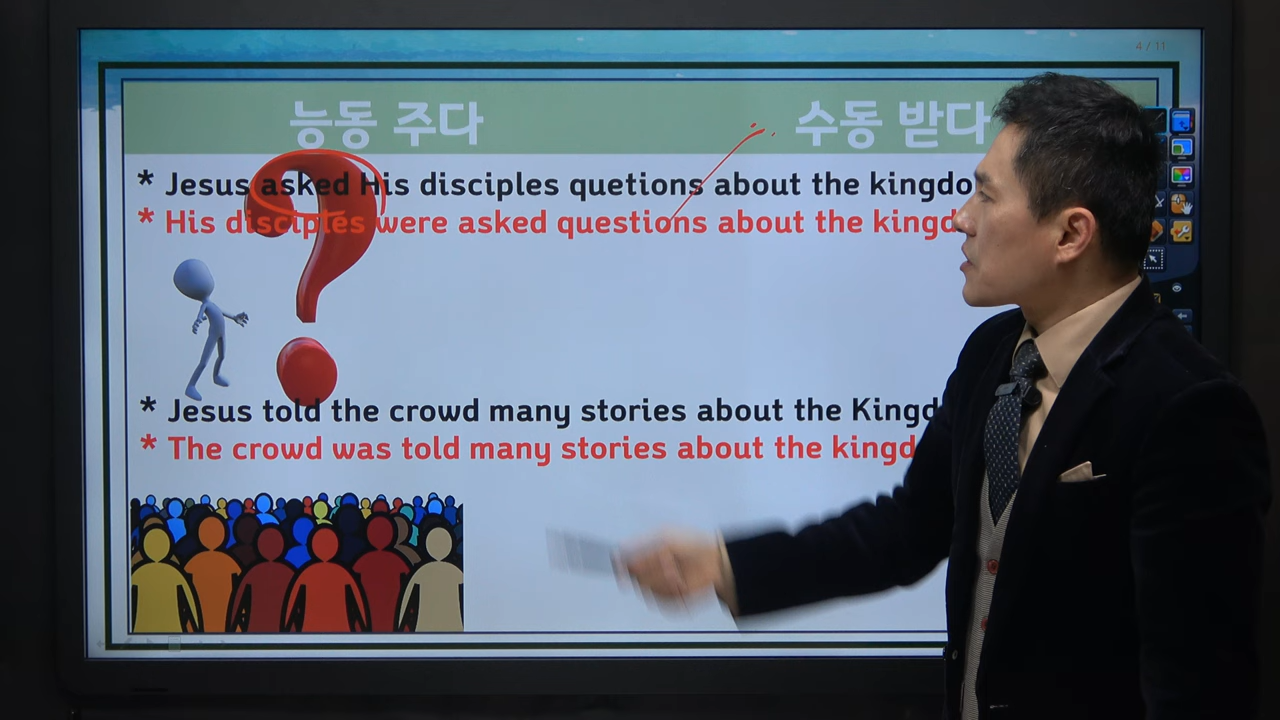 4 / 11
능동 주다 수동 받다
* Jesus asked His disciples quetions about the kingdo
* His disciples were asked questions about the kingd
* Jesus told the crowd many stories about the Kingd
* The crowd was told many stories about the kingd